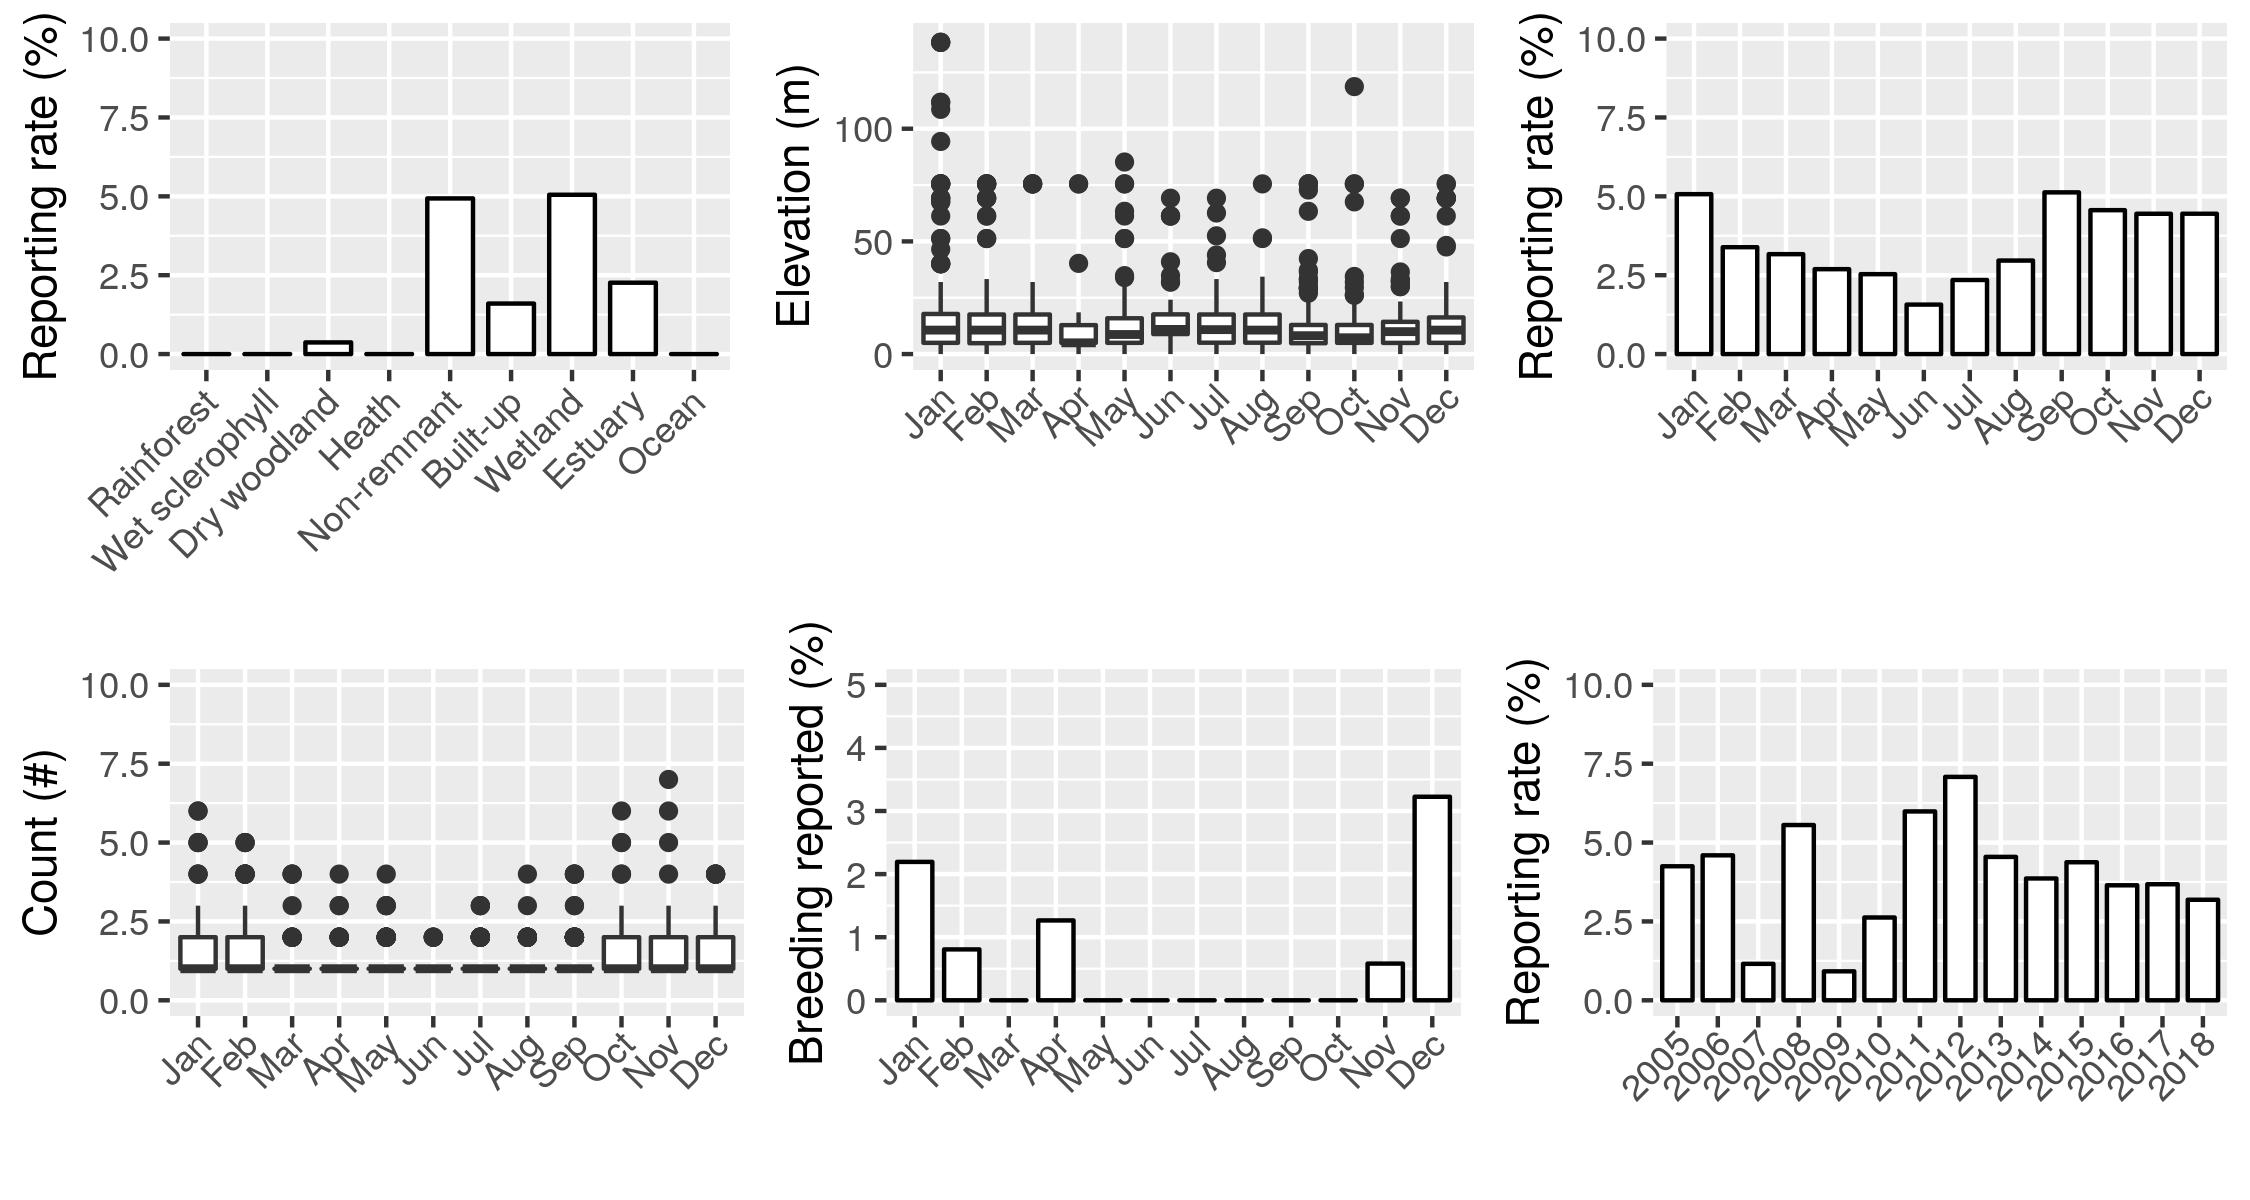 Reporting rate (%)
10.0
7.5
5.0
2.5
0.0
Rainforest
Wet sclerophyll
Dry woodland
Heath
Non-remnant
Built-up
Wetland
Estuary
Ocean
Elevation (m)
100
50
0
Jan
Feb
Mar
Apr
May
Jun
Jul
Aug
Sep
Oct
Nov
Dec
Reporting rate (%)
10.0
7.5
5.0
2.5
0.0
Jan
Feb
Mar
Apr
May
Jun
Jul
Aug
Sep
Oct
Nov
Dec
Count (#)
10.0
7.5
5.0
2.5
0.0
Jan
Feb
Mar
Apr
May
Jun
Jul
Aug
Sep
Oct
Nov
Dec
Breeding reported (%)
5
4
3
2
1
0
Jan
Feb
Mar
Apr
May
Jun
Jul
Aug
Sep
Oct
Nov
Dec
Reporting rate (%)
10.0
7.5
5.0
2.5
0.0
2005
2006
2007
2008
2009
2010
2011
2012
2013
2014
2015
2016
2017
2018